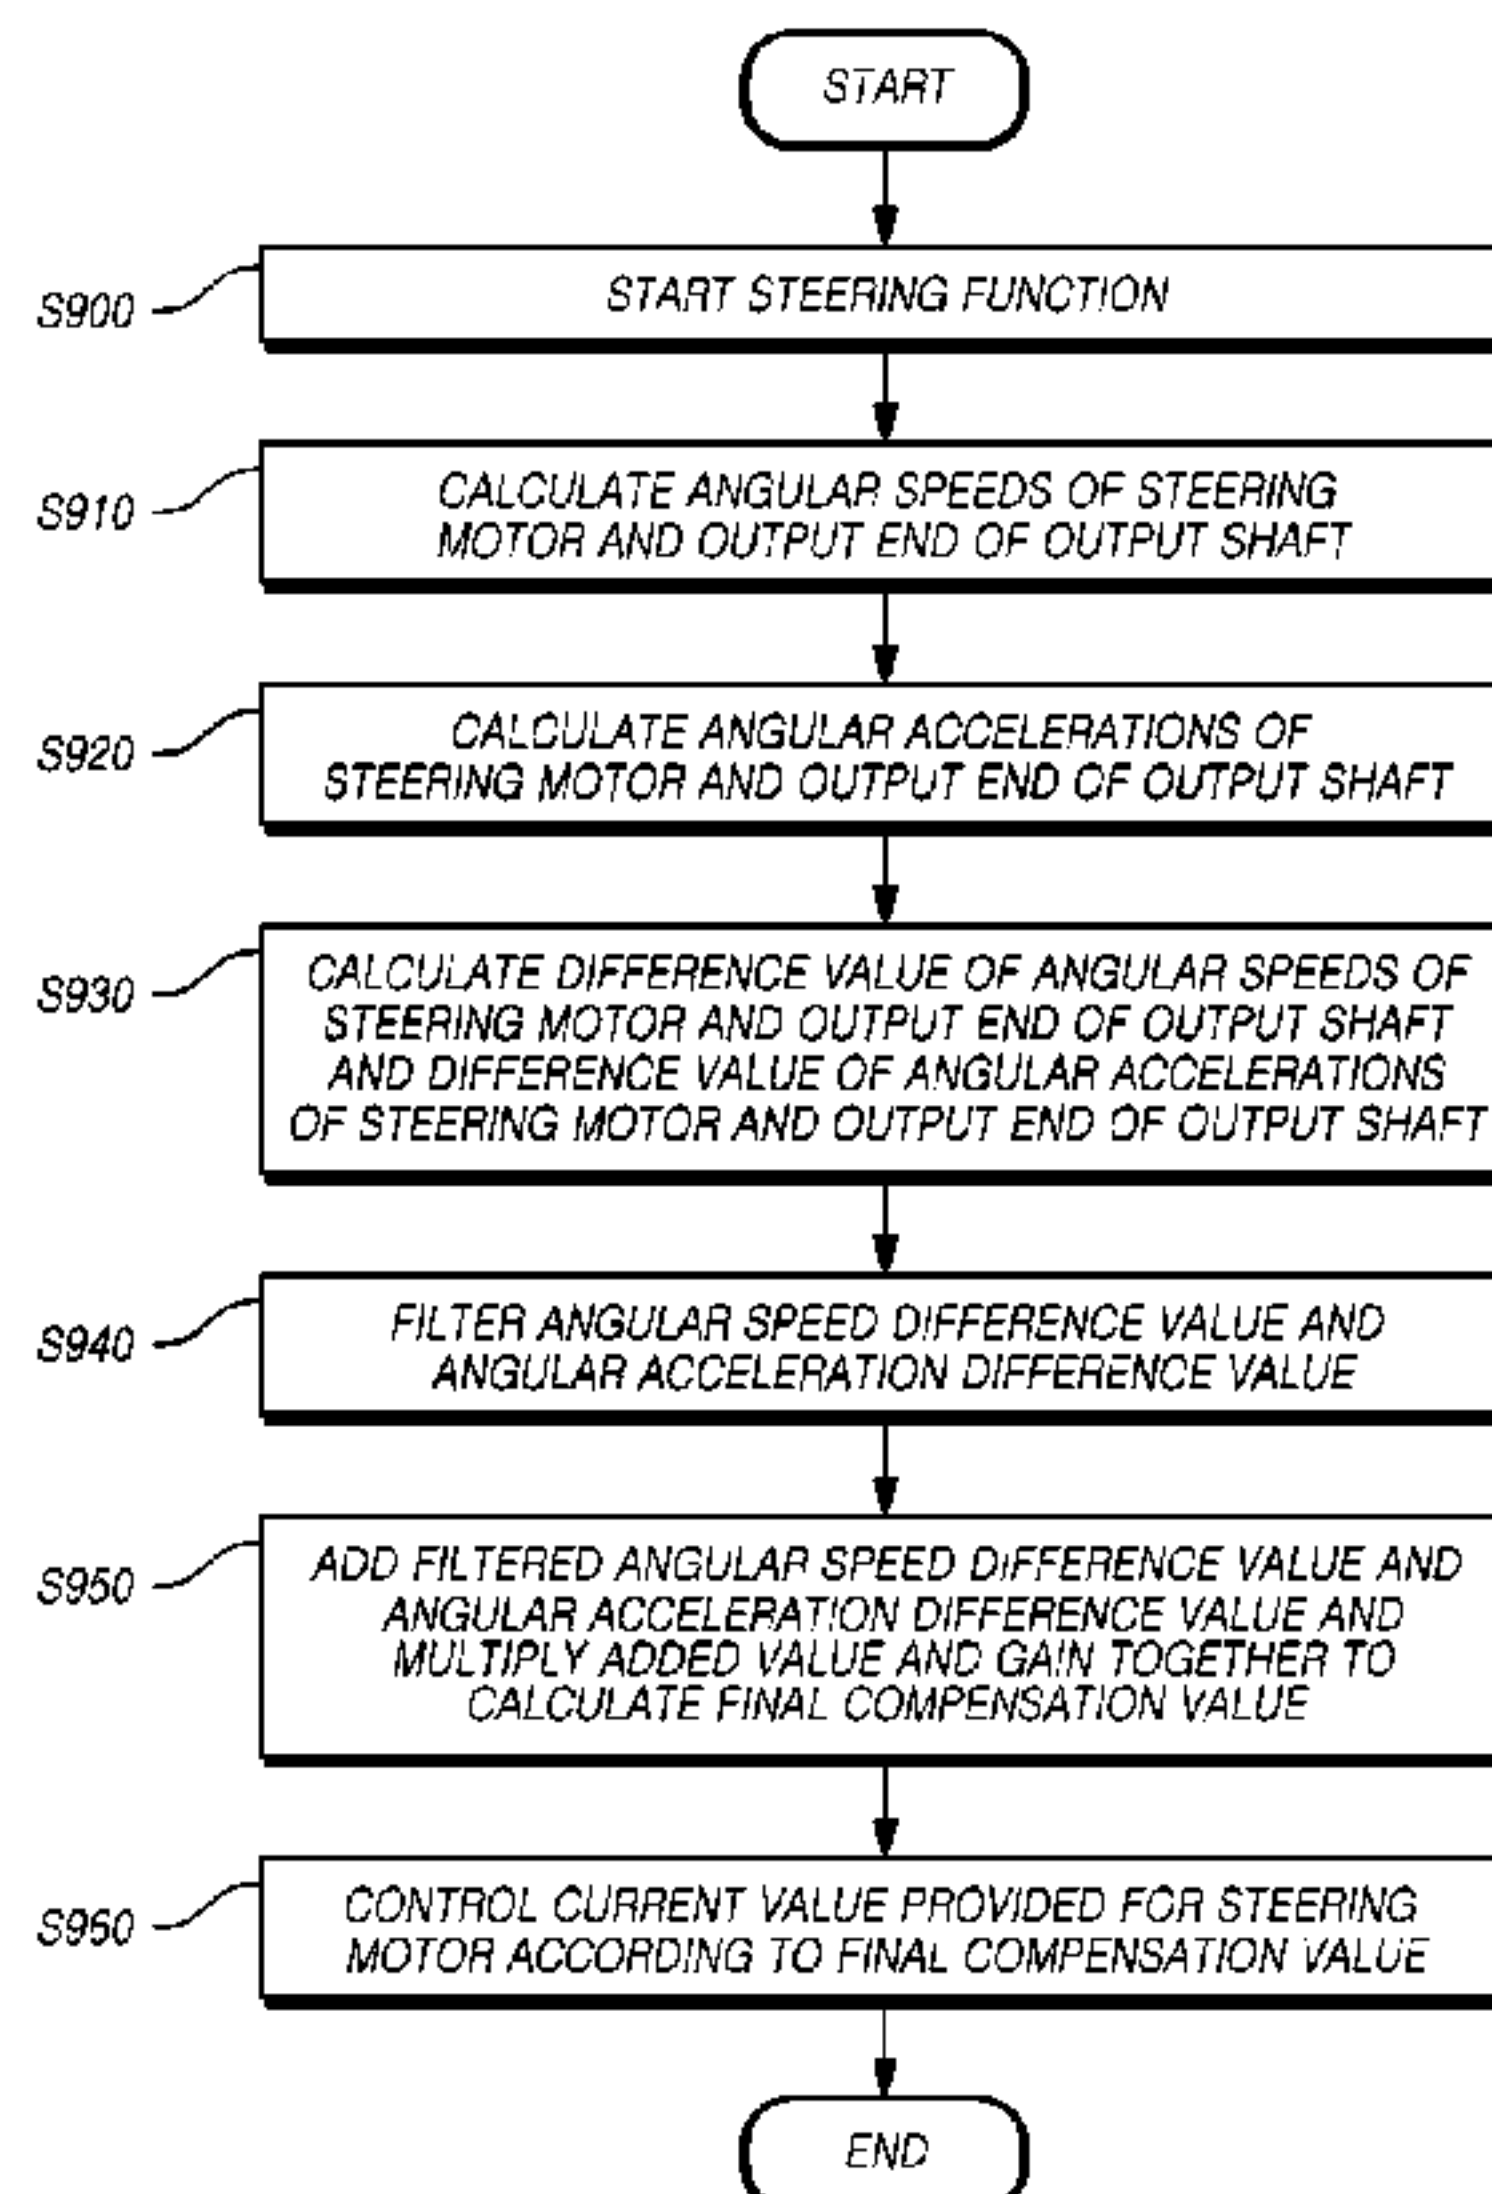 START
S900
START STEERING FUNCTION
S910
CALCULATE ANGULAR SPEEDS OF STEERING
MOTOR AND OUTPUT END OF OUTPUT SHAFT
S920
CALCULATE ANGULAR ACCELERATIONS OF
STEERING MOTOR AND OUTPUT END OF OUTPUT SHAFT
S930
CALCULATE DIFFERENCE VALUE OF ANGULAR SPEEDS OF
STEERING MOTOR AND OUTPUT END OF OUTPUT SHAFT
AND DIFFERENCE VALUE OF ANGULAR ACCELERATIONS
OF STEERING MOTOR AND OUTPUT END OF OUTPUT SHAFT
S940
FILTER ANGULAR SPEED DIFFERENCE VALUE AND
ANGULAR ACCELERATION DIFFERENCE VALUE
S950
ADD FILTERED ANGULAR SPEED DIFFERENCE VALUE AND
ANGULAR ACCELERATION DIFFERENCE VALUE AND
MULTIPLY ADDED VALUE AND GAIN TOGETHER TO
CALCULATE FINAL COMPENSATION VALUE
S960
CONTROL CURRENT VALUE PROVIDED FOR STEERING
MOTOR ACCORDING TO FINAL COMPENSATION VALUE
END